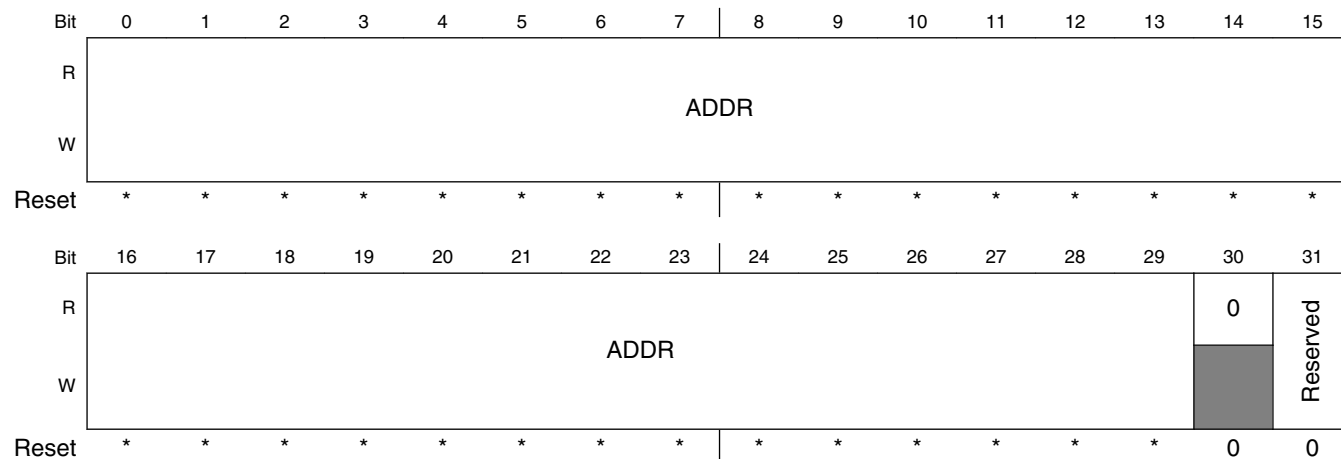 Bit 0 1 2 3 4 5 6 7 8 9 10 11 12 13 14 15
R
ADDR
W
Reset * * * * * * * * * * * * * * * *
Bit 16 17 18 19 20 21 22 23 24 25 26 27 28 29 30 31
R 0
ADDR Reserved
W
Reset * * * * * * * * * * * * * * 0 0